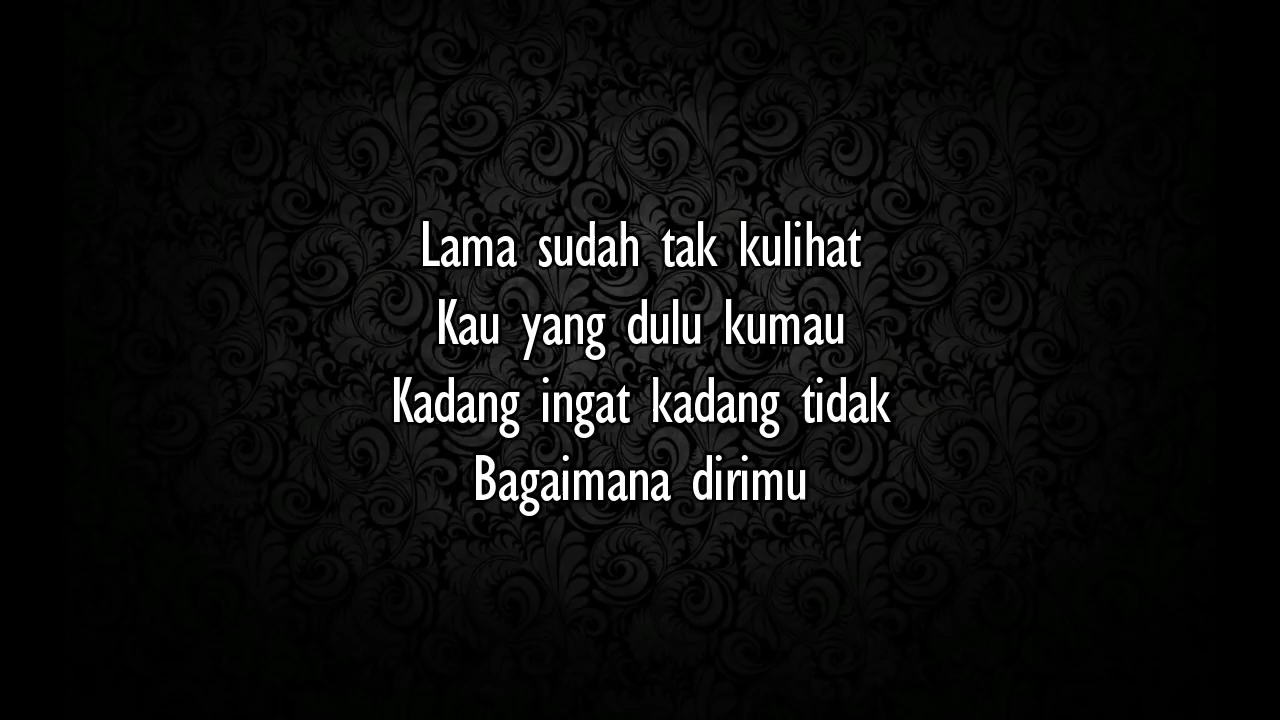 Lama sudah tak kulihat
Kau yang dulu kumau
Kadang ingat kadang tidak
Bagaimana dirimu